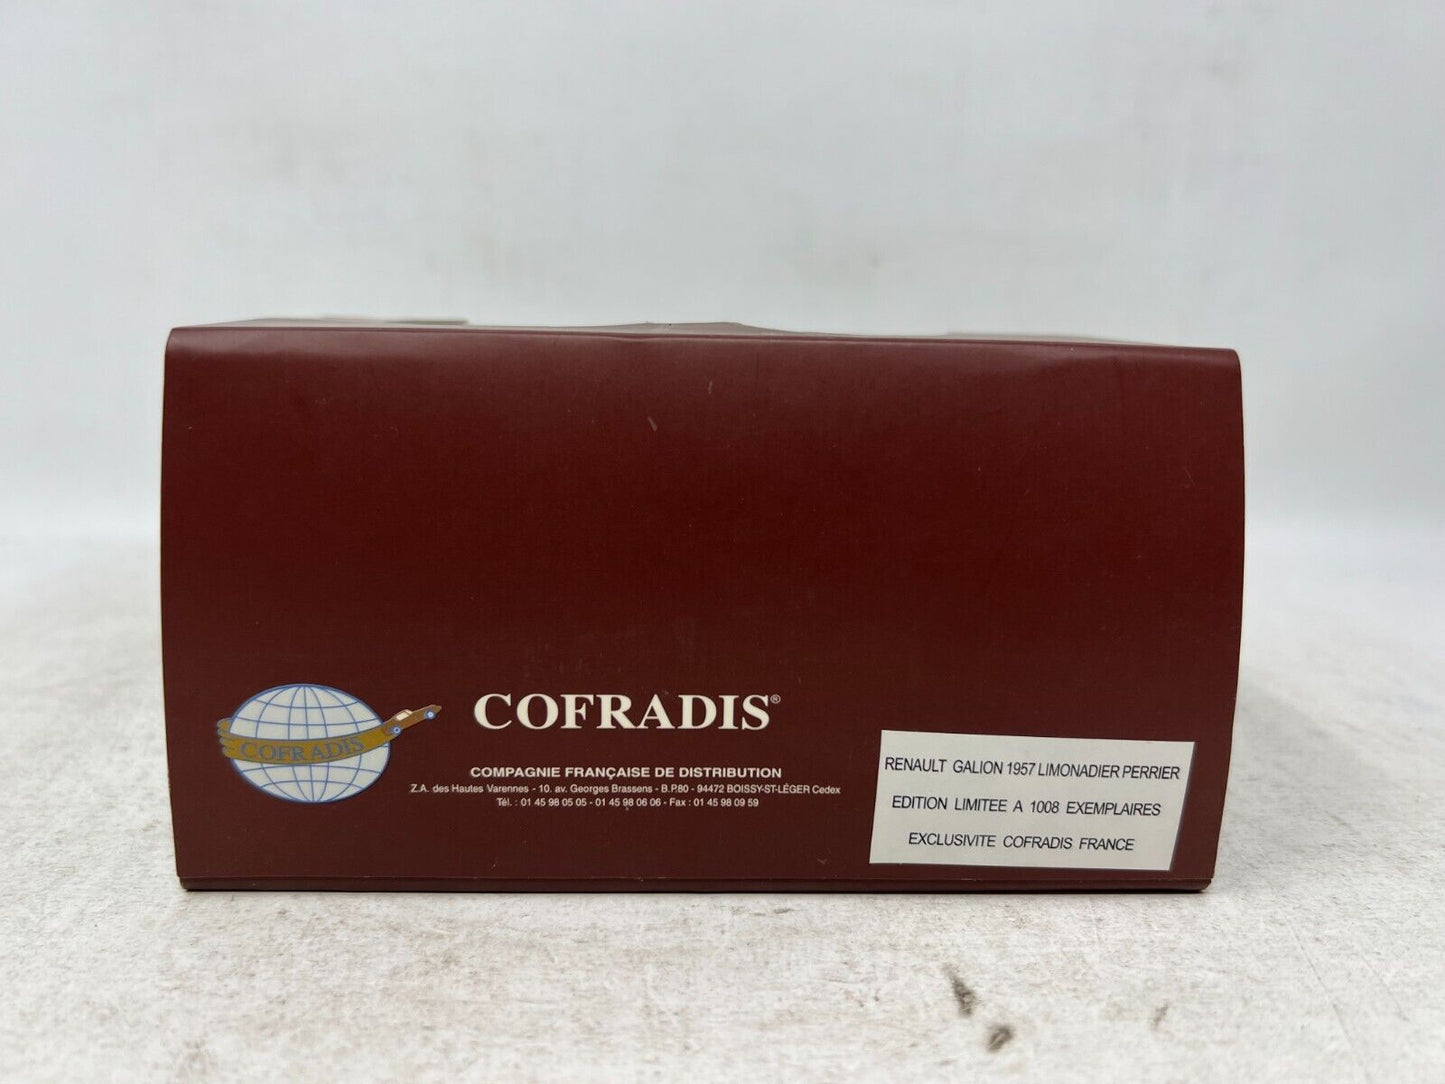 COFRADIS
COFRADIS®
COMPAGNIE FRANÇAISE DE DISTRIBUTION
Z.A. des Hautes Varennes - 10. av. Georges Brassens - B.P.80 - 94472 BOISSY-ST-LÉGER Cedex
Tél. : 01 45 98 05 05 - 01 45 98 06 06 - Fax : 01 45 98 09 59
RENAULT GALION 1957 LIMONADIER PERRIER
EDITION LIMITEE A 1008 EXEMPLAIRES
EXCLUSIVITE COFRADIS FRANCE